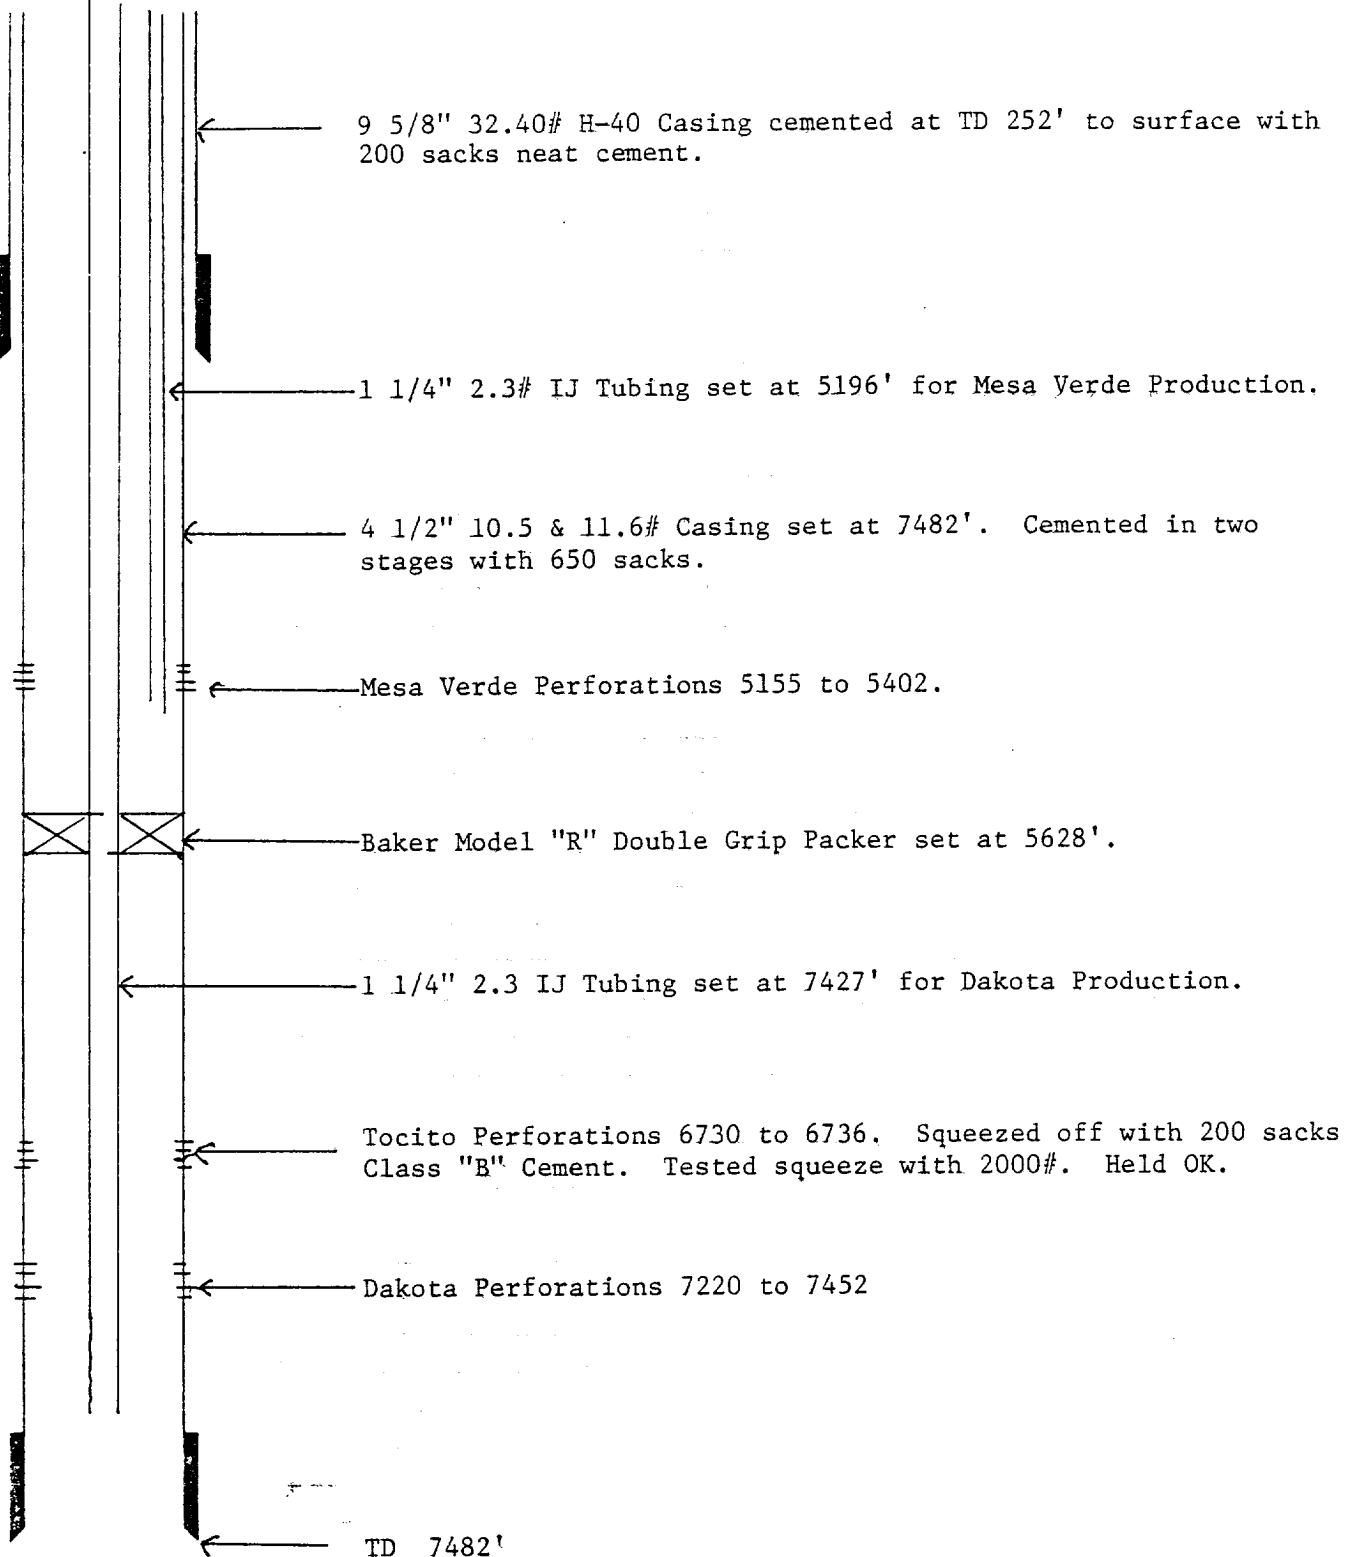 9 5/8" 32.40# H-40 Casing cemented at TD 252' to surface with
200 sacks neat cement.
1 1/4" 2.3# IJ Tubing set at 5196' for Mesa Verde Production.
4 1/2" 10.5 & 11.6# Casing set at 7482'. Cemented in two
stages with 650 sacks.
Mesa Verde Perforations 5155 to 5402.
Baker Model "R" Double Grip Packer set at 5628'.
1 1/4" 2.3 IJ Tubing set at 7427' for Dakota Production.
Tocito Perforations 6730 to 6736. Squeezed off with 200 sacks
Class "B" Cement. Tested squeeze with 2000#. Held OK.
Dakota Perforations 7220 to 7452
TD 7482'